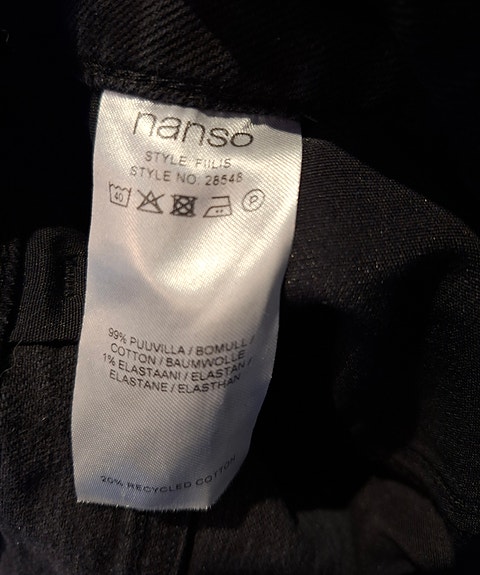 nanso
STYLE: FIILIS
STYLE NO. 28548
40 P
99% PUUVILLA / BOMULL /
COTTON / BAUMWOLLE
1% ELASTAANI / ELASTAN /
ELASTANE / ELASTHAN
20% RECYCLED COTTON